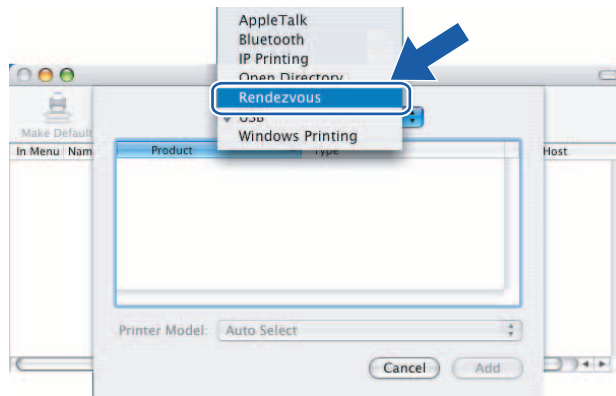 AppleTalk
Bluetooth
IP Printing
Open Directory
Rendezvous
USB
Windows Printing
Make Default
In Menu Nam
Product Type Host
Printer Model: Auto Select
Cancel Add